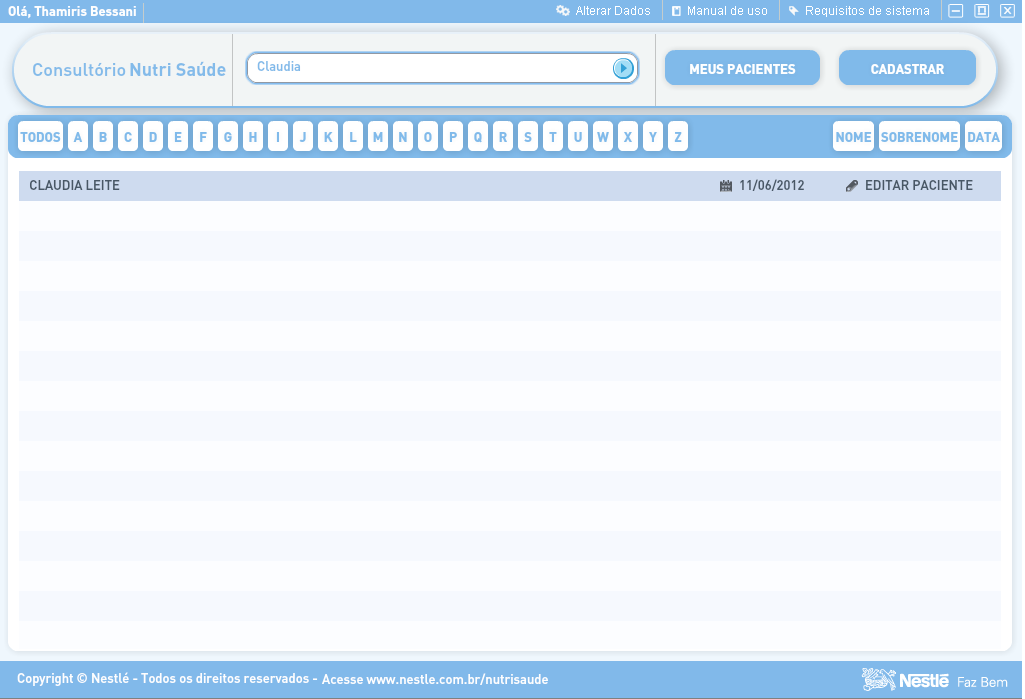 Olá, Thamiris Bessani
Alterar Dados
Manual de uso
Requisitos de sistema
Consultório Nutri Saúde
Claudia
MEUS PACIENTES
CADASTRAR
TODOS A B C D E F G H I J K L M N O P Q R S T U W X Y Z
NOME SOBRENOME DATA
CLAUDIA LEITE
11/06/2012
EDITAR PACIENTE
Copyright © Nestlé - Todos os direitos reservados - Acesse www.nestle.com.br/nutrisaude
Nestlé Faz Bem